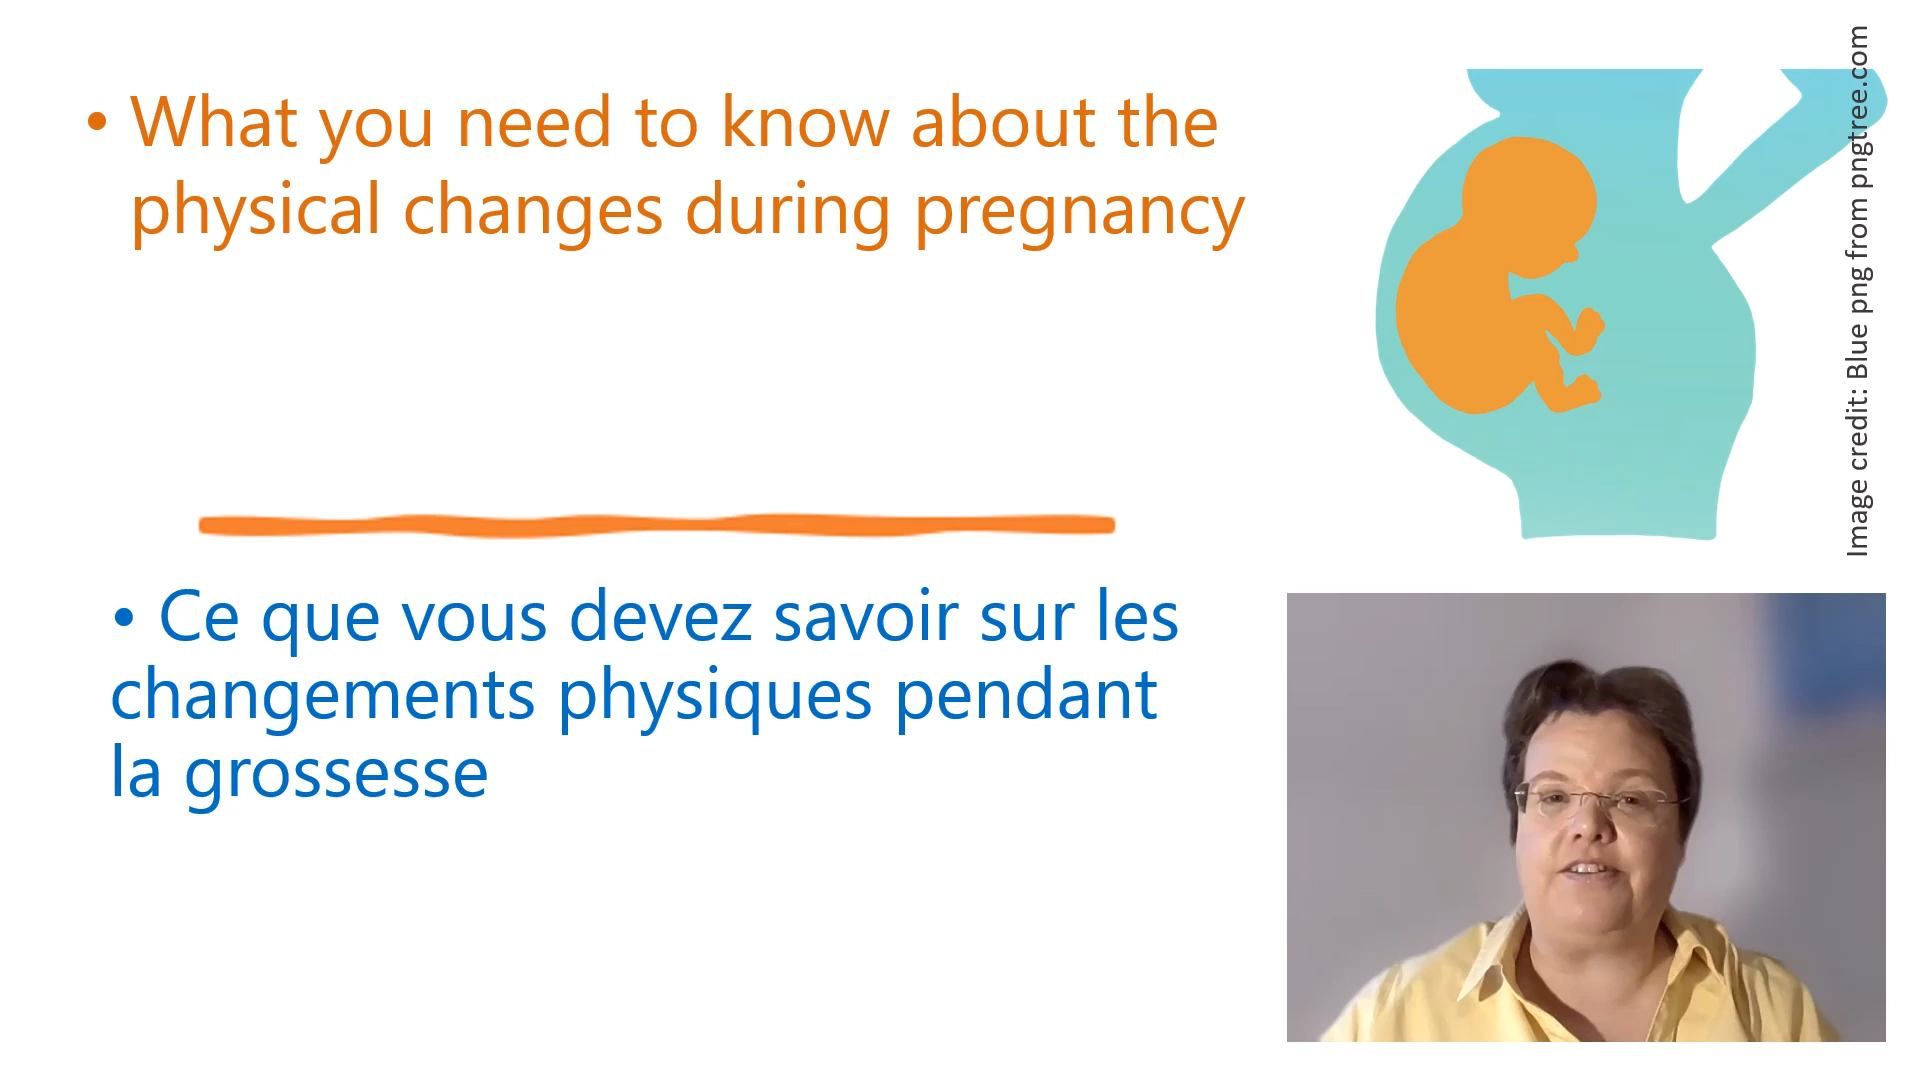 • What you need to know about the
physical changes during pregnancy
• Ce que vous devez savoir sur les
changements physiques pendant
la grossesse
Image credit: Blue png from pngtree.com